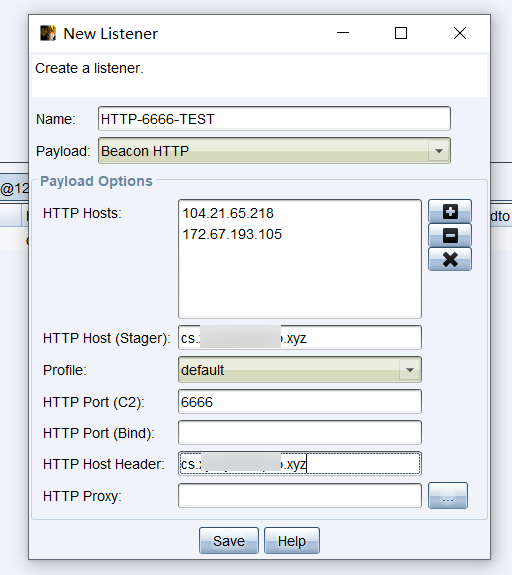 New Listener
Create a listener.
Name: HTTP-6666-TEST
Payload: Beacon HTTP
Payload Options
HTTP Hosts: 104.21.65.218
172.67.193.105
HTTP Host (Stager): cs. .xyz
Profile: default
HTTP Port (C2): 6666
HTTP Port (Bind):
HTTP Host Header: cs. .xyz
HTTP Proxy: ...
Save Help
@12
dto